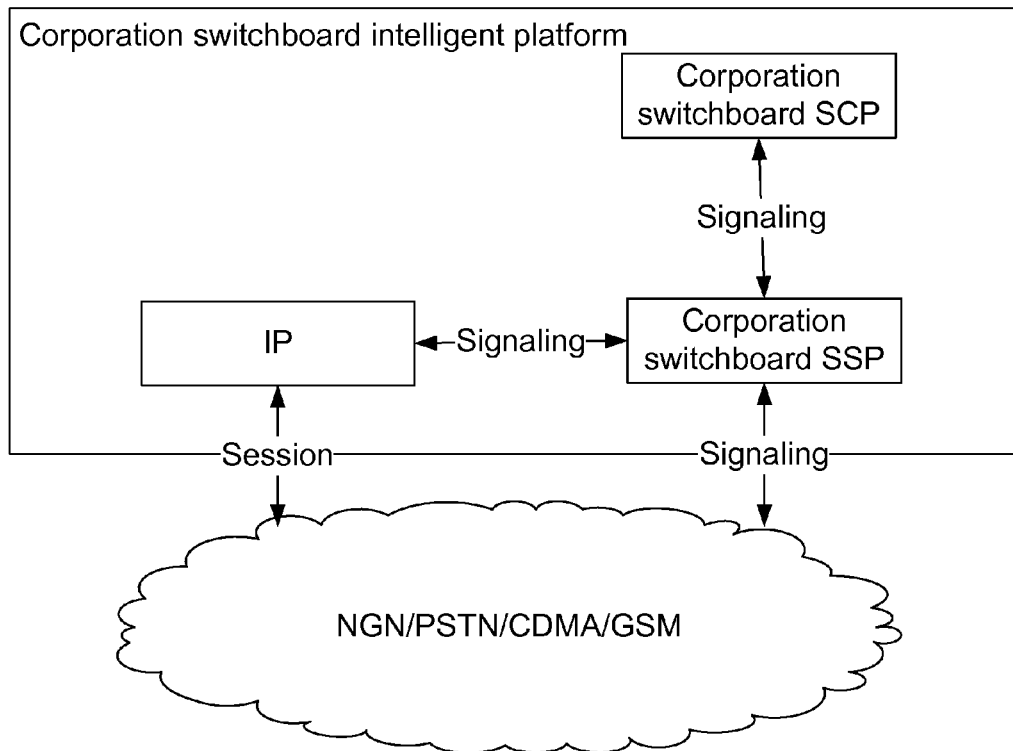 Corporation switchboard intelligent platform
Corporation
switchboard SCP
Signaling
IP
Signaling
Corporation
switchboard SSP
Session
Signaling
NGN/PSTN/CDMA/GSM